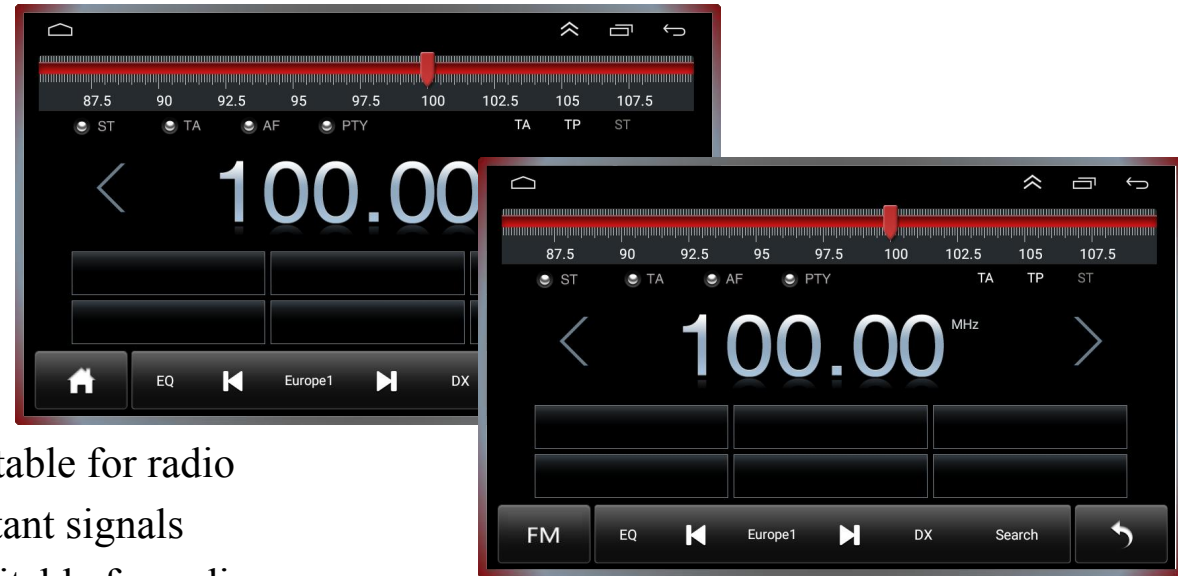 87.5 90 92.5 95 97.5 100 102.5 105 107.5
ST TA AF PTY TA TP ST
100.00
EQ Europe1 DX
87.5 90 92.5 95 97.5 100 102.5 105 107.5
ST TA AF PTY TA TP ST
100.00 MHz
FM EQ Europe1 DX Search
table for radio
tant signals